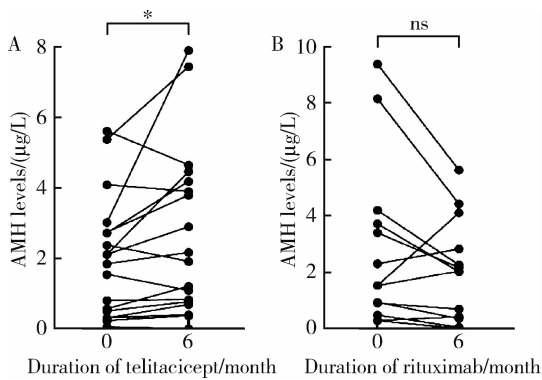 A
*
AMH levels/(μg/L)
8
6
4
2
0
0
6
Duration of telitacicept/month
B
ns
AMH levels/(μg/L)
10
8
6
4
2
0
0
6
Duration of rituximab/month